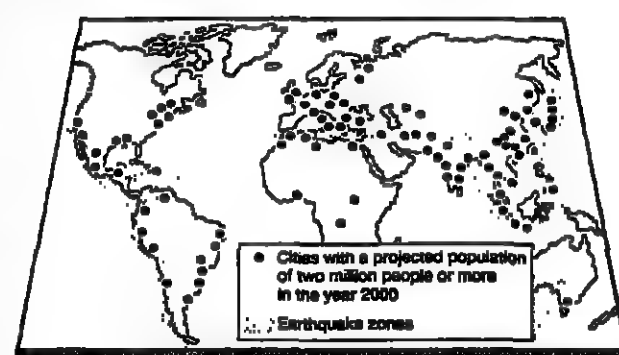 Cities with a projected population
of two million people or more
in the year 2000
Earthquake zones